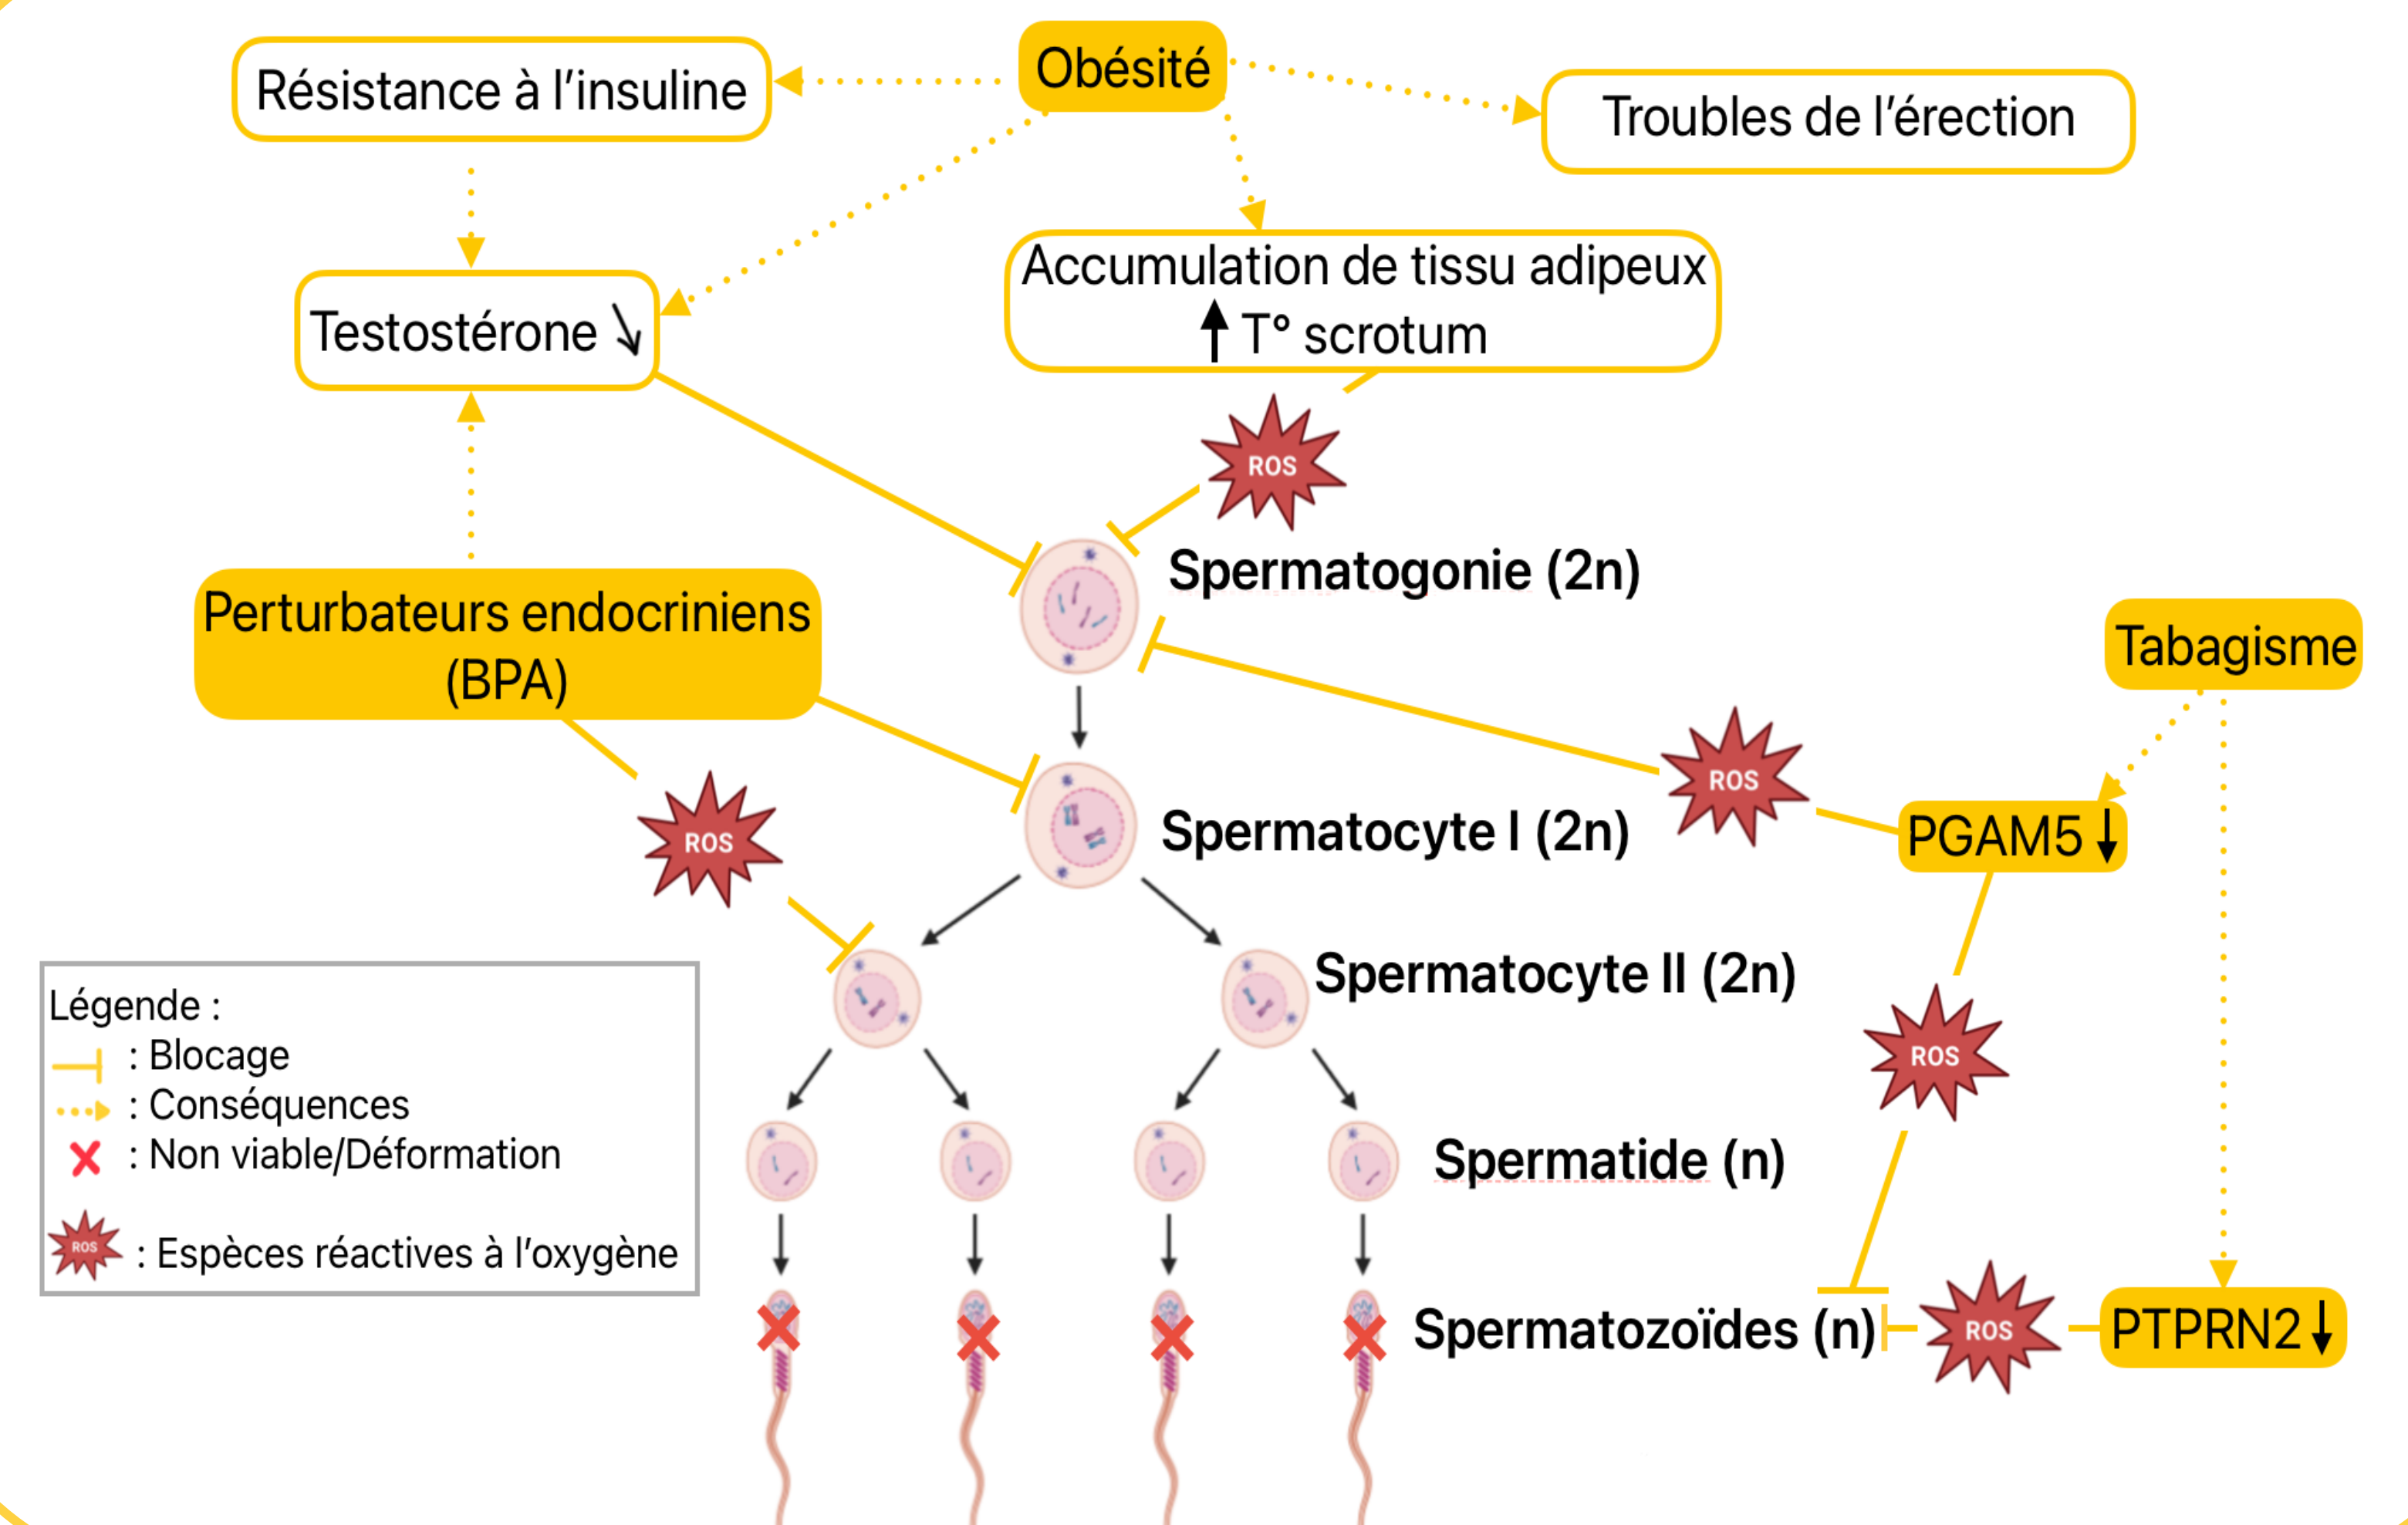 Obésité
Résistance à l'insuline
Troubles de l'érection
Accumulation de tissu adipeux
↑ T° scrotum
Testostérone ↘
ROS
Spermatogonie (2n)
Perturbateurs endocriniens
(BPA)
Tabagisme
ROS
ROS
Spermatocyte I (2n)
PGAM5 ↓
Spermatocyte II (2n)
ROS
Spermatide (n)
Spermatozoïdes (n)
ROS
PTPRN2 ↓
Légende :
: Blocage
: Conséquences
: Non viable/Déformation
ROS : Espèces réactives à l'oxygène